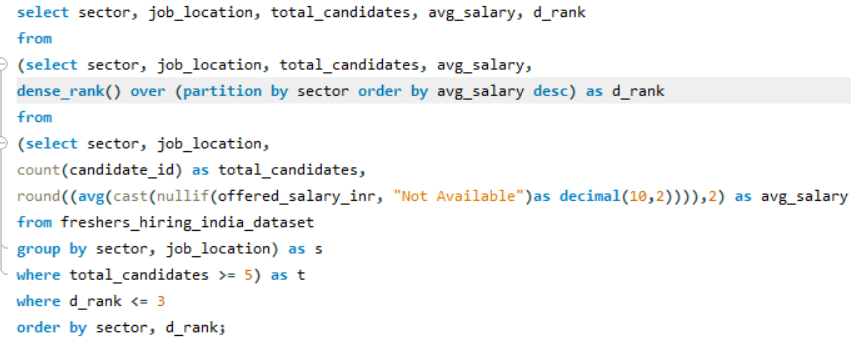 select sector, job_location, total_candidates, avg_salary, d_rank
from
(select sector, job_location, total_candidates, avg_salary,
dense_rank() over (partition by sector order by avg_salary desc) as d_rank
from
(select sector, job_location,
count(candidate_id) as total_candidates,
round((avg(cast(nullif(offered_salary_inr, "Not Available")as decimal(10,2)))),2) as avg_salary
from freshers_hiring_india_dataset
group by sector, job_location) as s
where total_candidates >= 5) as t
where d_rank <= 3
order by sector, d_rank;